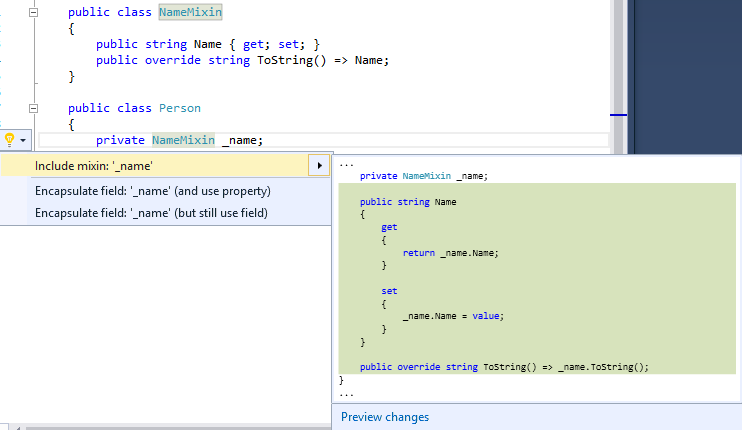 public class NameMixin
{
public string Name { get; set; }
public override string ToString() => Name;
}
public class Person
{
private NameMixin _name;
Include mixin: '_name'
Encapsulate field: '_name' (and use property)
Encapsulate field: '_name' (but still use field)
...
private NameMixin _name;
public string Name
{
get
{
return _name.Name;
}
set
{
_name.Name = value;
}
}
public override string ToString() => _name.ToString();
}
...
Preview changes